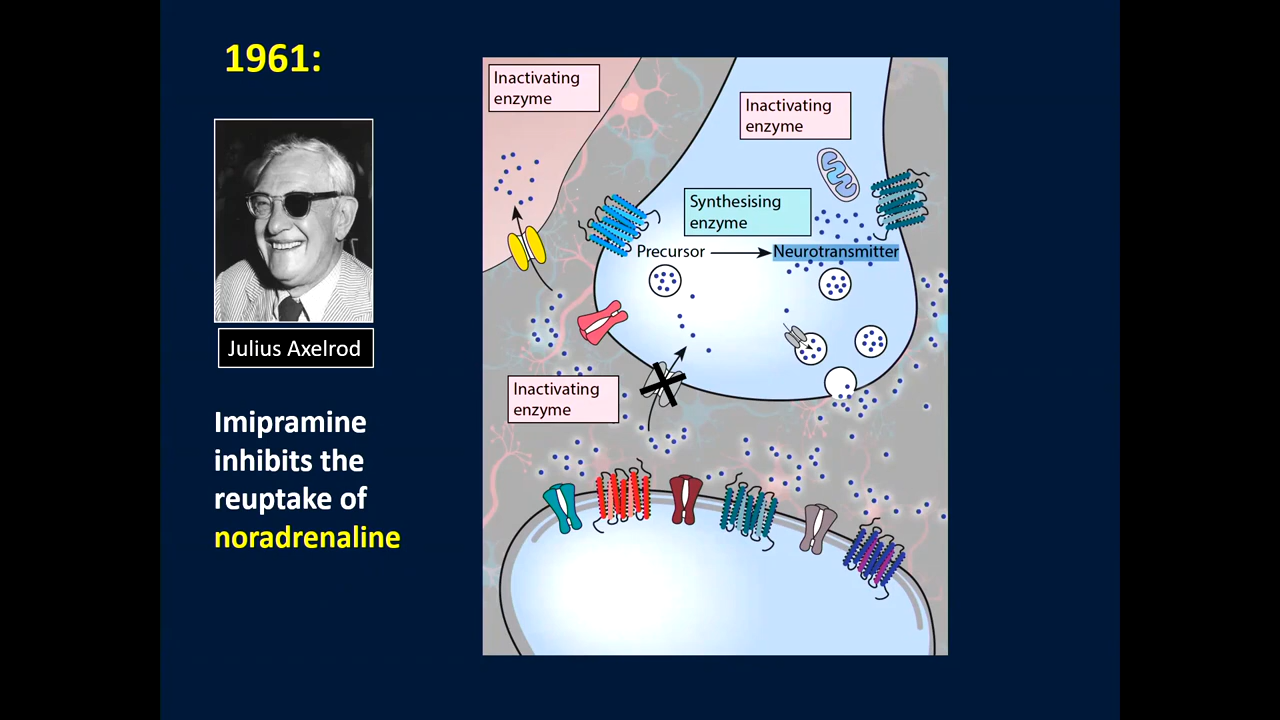 1961:
Julius Axelrod
Imipramine
inhibits the
reuptake of
noradrenaline
Inactivating
enzyme
Inactivating
enzyme
Synthesising
enzyme
Precursor
Neurotransmitter
Inactivating
enzyme